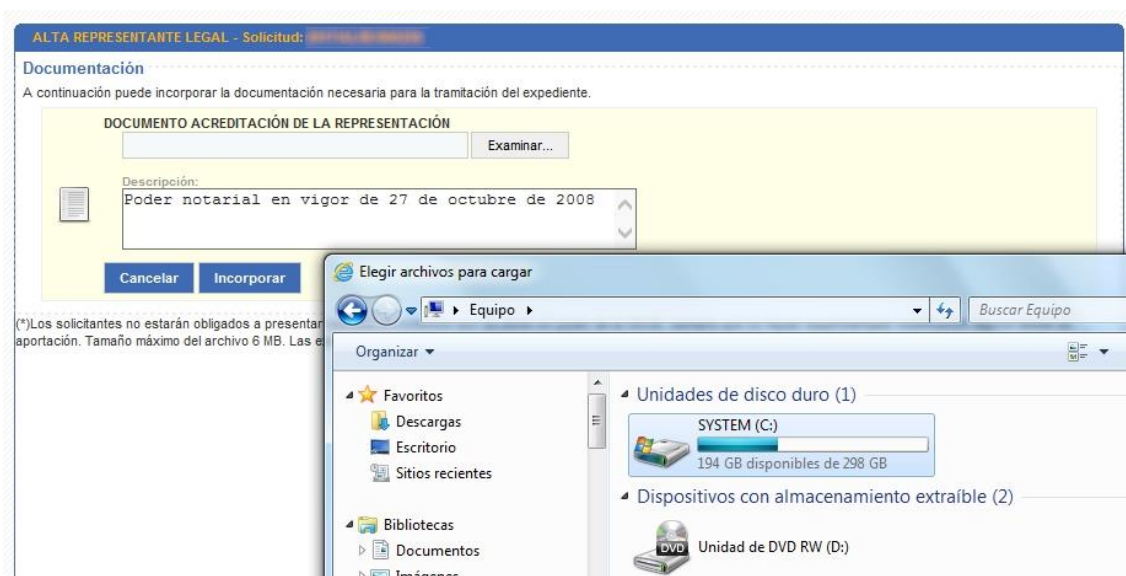 ALTA REPRESENTANTE LEGAL - Solicitud:
Documentación
A continuación puede incorporar la documentación necesaria para la tramitación del expediente.
DOCUMENTO ACREDITACIÓN DE LA REPRESENTACIÓN
Examinar...
Descripción:
Poder notarial en vigor de 27 de octubre de 2008
Cancelar Incorporar
(*)Los solicitantes no estarán obligados a presentar
aportación. Tamaño máximo del archivo 6 MB. Las
Elegir archivos para cargar
Equipo
Buscar Equipo
Organizar
Favoritos
Descargas
Escritorio
Sitios recientes
Bibliotecas
Documentos
Imágenes
Unidades de disco duro (1)
SYSTEM (C:)
194 GB disponibles de 298 GB
Dispositivos con almacenamiento extraíble (2)
DVD
Unidad de DVD RW (D:)